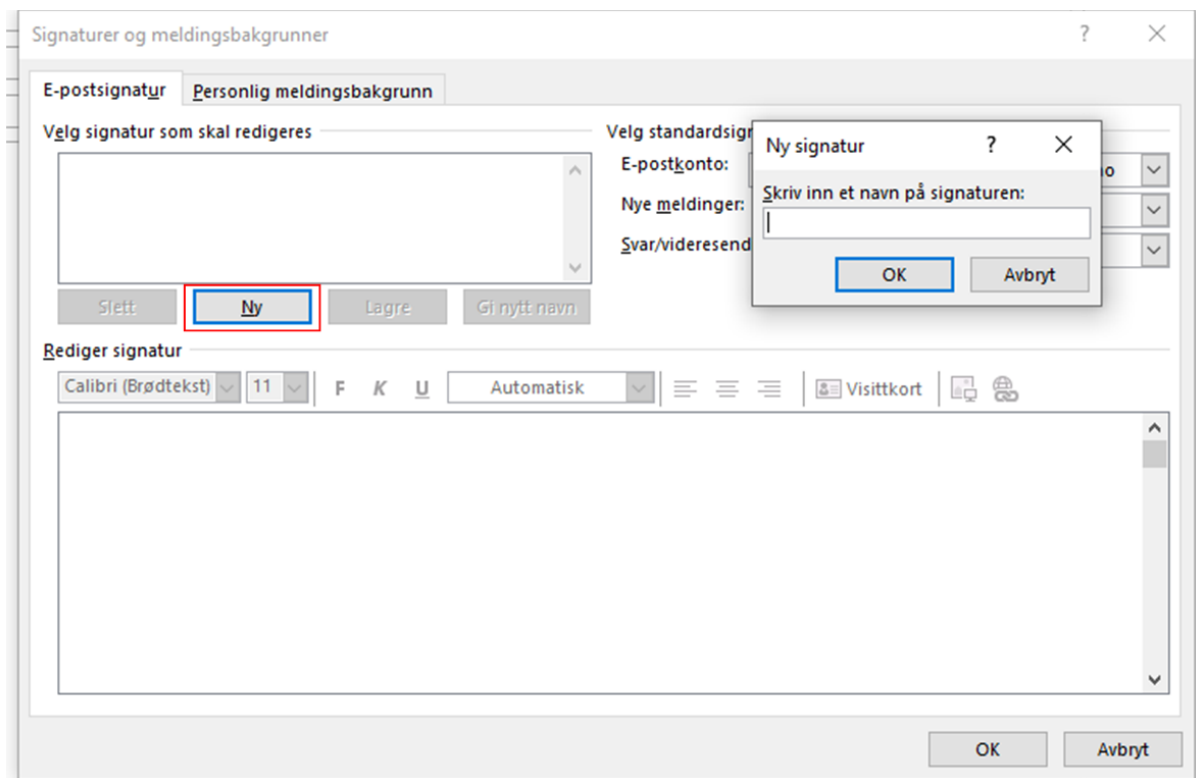 Signaturer og meldingsbakgrunner ?
E-postsignatur Personlig meldingsbakgrunn
Velg signatur som skal redigeres
Velg standardsign
E-postkonto:
no
Nye meldinger:
Svar/videresend
Ny signatur ?
Skriv inn et navn på signaturen:
OK Avbryt
Slett Ny Lagre Gi nytt navn
Rediger signatur
Calibri (Brødtekst) 11 F K U Automatisk Visittkort
OK Avbryt